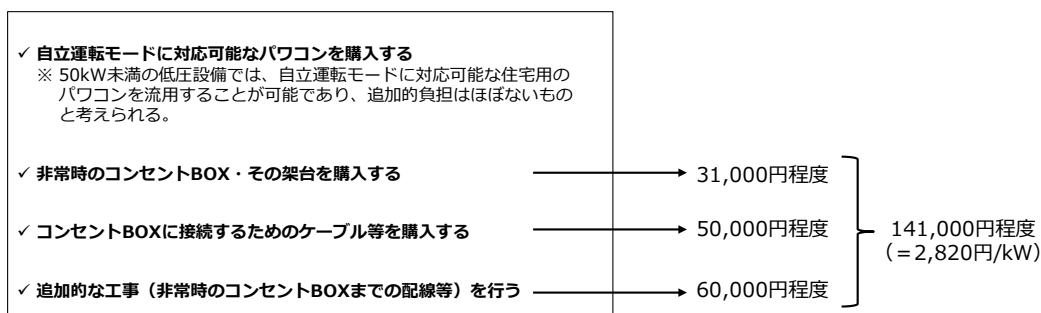 ✓ 自立運転モードに対応可能なパワコンを購入する
※ 50kW未満の低圧設備では、自立運転モードに対応可能な住宅用の
パワコンを流用することが可能であり、追加的負担はほぼないもの
と考えられる。
✓ 非常時のコンセントBOX・その架台を購入する
31,000円程度
✓ コンセントBOXに接続するためのケーブル等を購入する
50,000円程度
✓ 追加的な工事（非常時のコンセントBOXまでの配線等）を行う
60,000円程度
141,000円程度
（＝2,820円/kW）